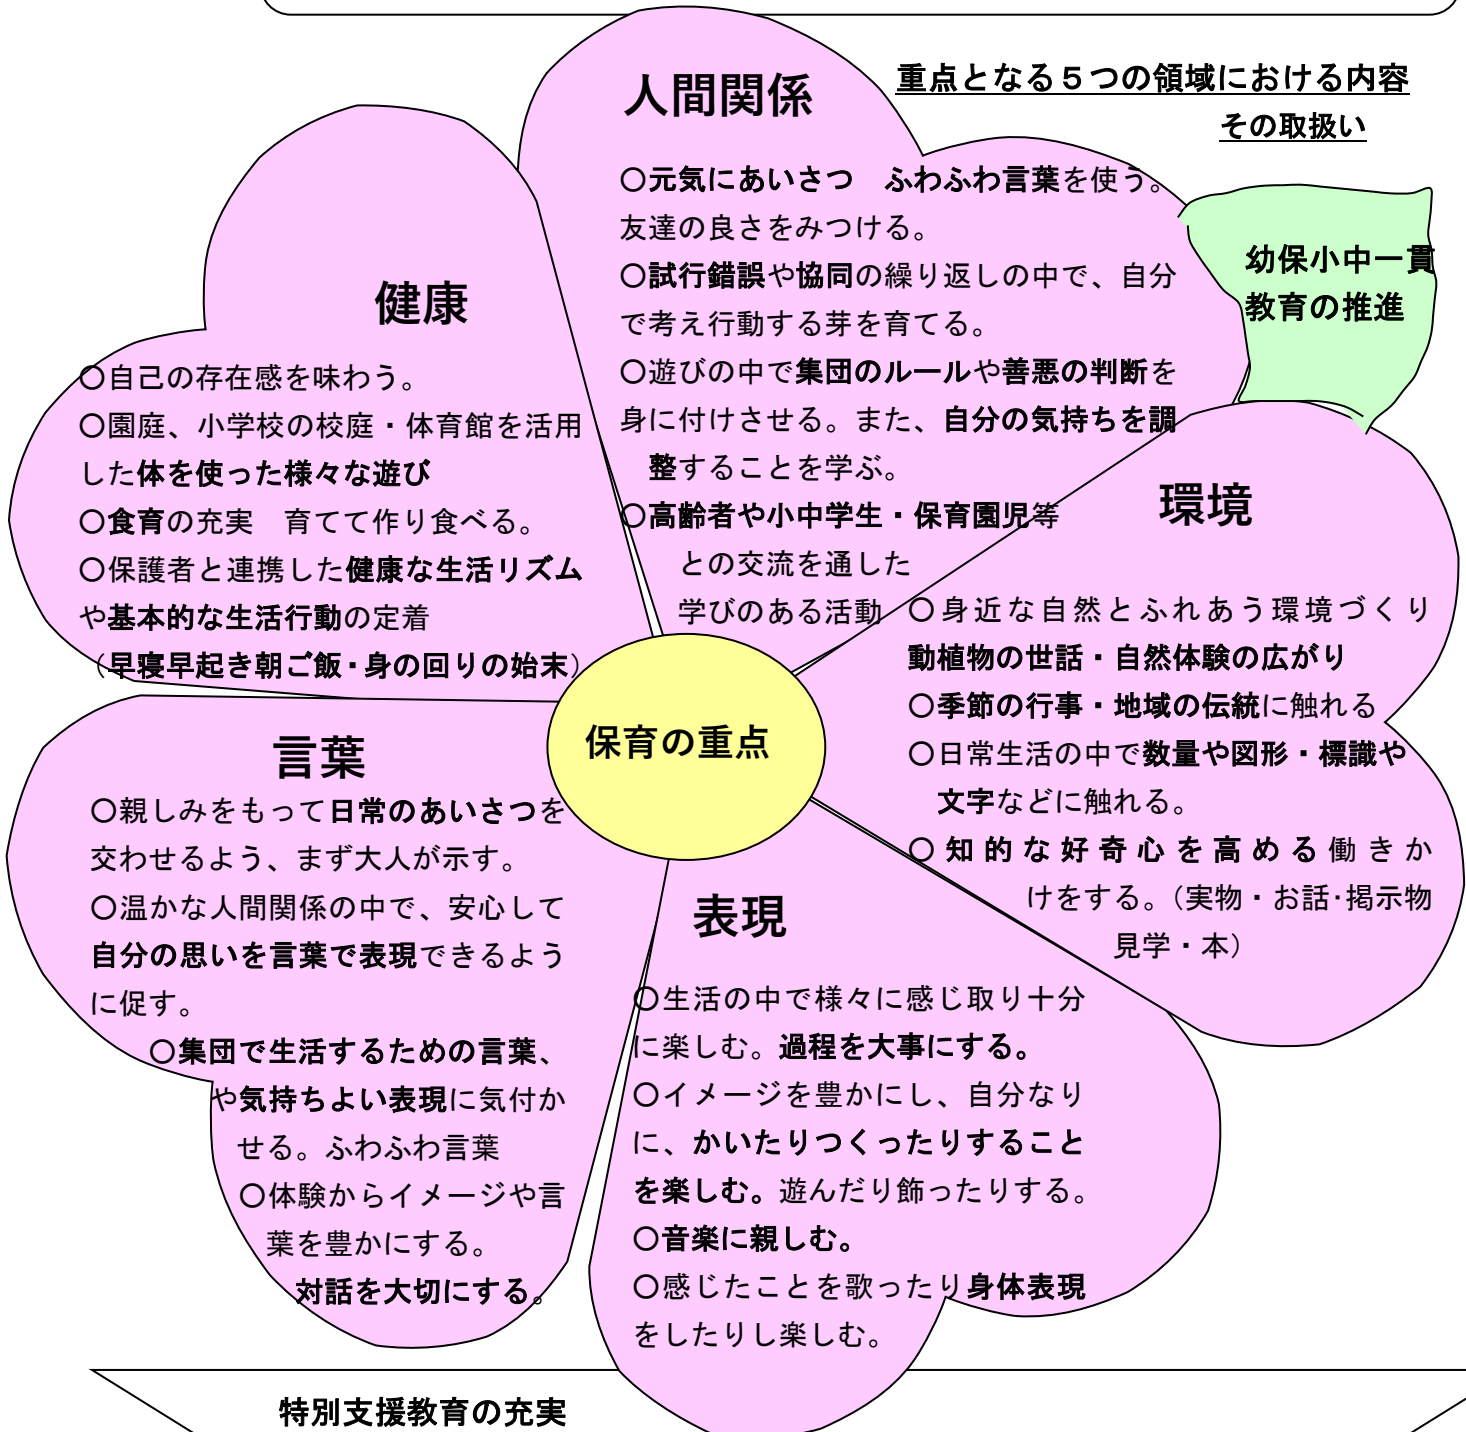 重点となる５つの領域における内容
その取扱い
人間関係
○元気にあいさつ　ふわふわ言葉を使う。
友達の良さをみつける。
○試行錯誤や協同の繰り返しの中で、自分
で考え行動する芽を育てる。
○遊びの中で集団のルールや善悪の判断を
身に付けさせる。また、自分の気持ちを調
整することを学ぶ。
○高齢者や小中学生・保育園児等
との交流を通した
学びのある活動
幼保小中一貫
教育の推進
健康
○自己の存在感を味わう。
○園庭、小学校の校庭・体育館を活用
した体を使った様々な遊び
○食育の充実　育てて作り食べる。
○保護者と連携した健康な生活リズム
や基本的な生活行動の定着
（早寝早起き朝ご飯・身の回りの始末）
環境
○身近な自然とふれあう環境づくり
動植物の世話・自然体験の広がり
○季節の行事・地域の伝統に触れる
○日常生活の中で数量や図形・標識や
文字などに触れる。
○知的な好奇心を高める働きか
けをする。（実物・お話・掲示物
見学・本）
保育の重点
言葉
○親しみをもって日常のあいさつを
交わせるよう、まず大人が示す。
○温かな人間関係の中で、安心して
自分の思いを言葉で表現できるよう
に促す。
○集団で生活するための言葉、
や気持ちよい表現に気付か
せる。ふわふわ言葉
○体験からイメージや言
葉を豊かにする。
対話を大切にする。
表現
○生活の中で様々に感じ取り十分
に楽しむ。過程を大事にする。
○イメージを豊かにし、自分なり
に、かいたりつくったりすること
を楽しむ。遊んだり飾ったりする。
○音楽に親しむ。
○感じたことを歌ったり身体表現
をしたりし楽しむ。
特別支援教育の充実